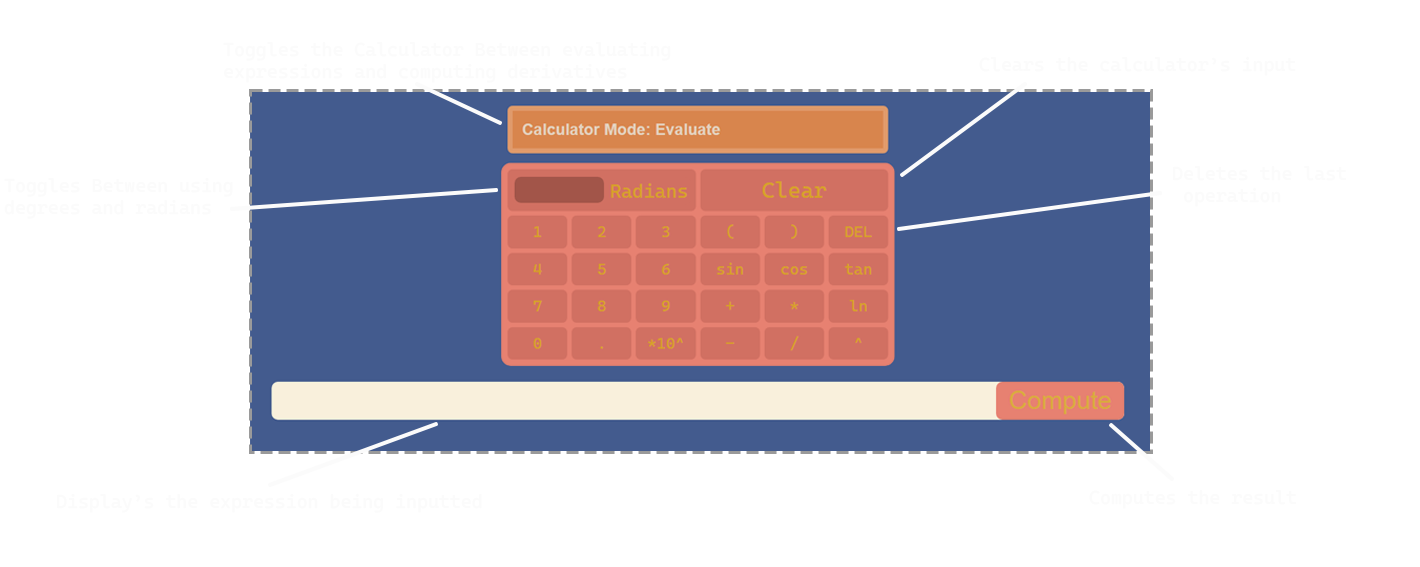 Toggles the Calculator Between evaluating
expressions and computing derivatives
Clears the calculator's input
Calculator Mode: Evaluate
Toggles Between using
degrees and radians
Radians
Clear
Deletes the last
operation
1 2 3 ( ) DEL
4 5 6 sin cos tan
7 8 9 + * ln
0 . *10^ − / ^
Compute
Display's the expression being inputted
Computes the result